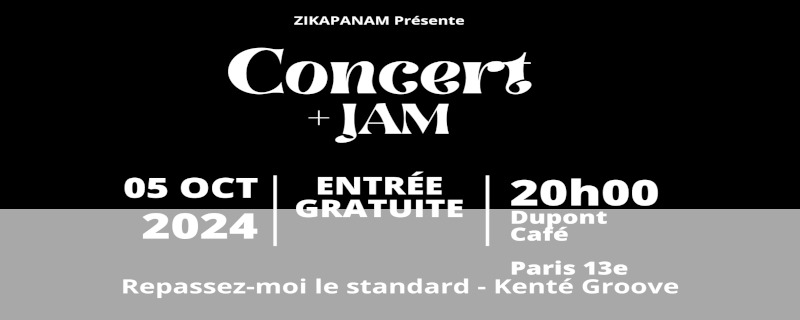 ZIKAPANAM Présente
Concert
+ JAM
05 OCT
2024
ENTRÉE
GRATUITE
20h00
Dupont
Café
Paris 13e
Repassez-moi le standard - Kenté Groove